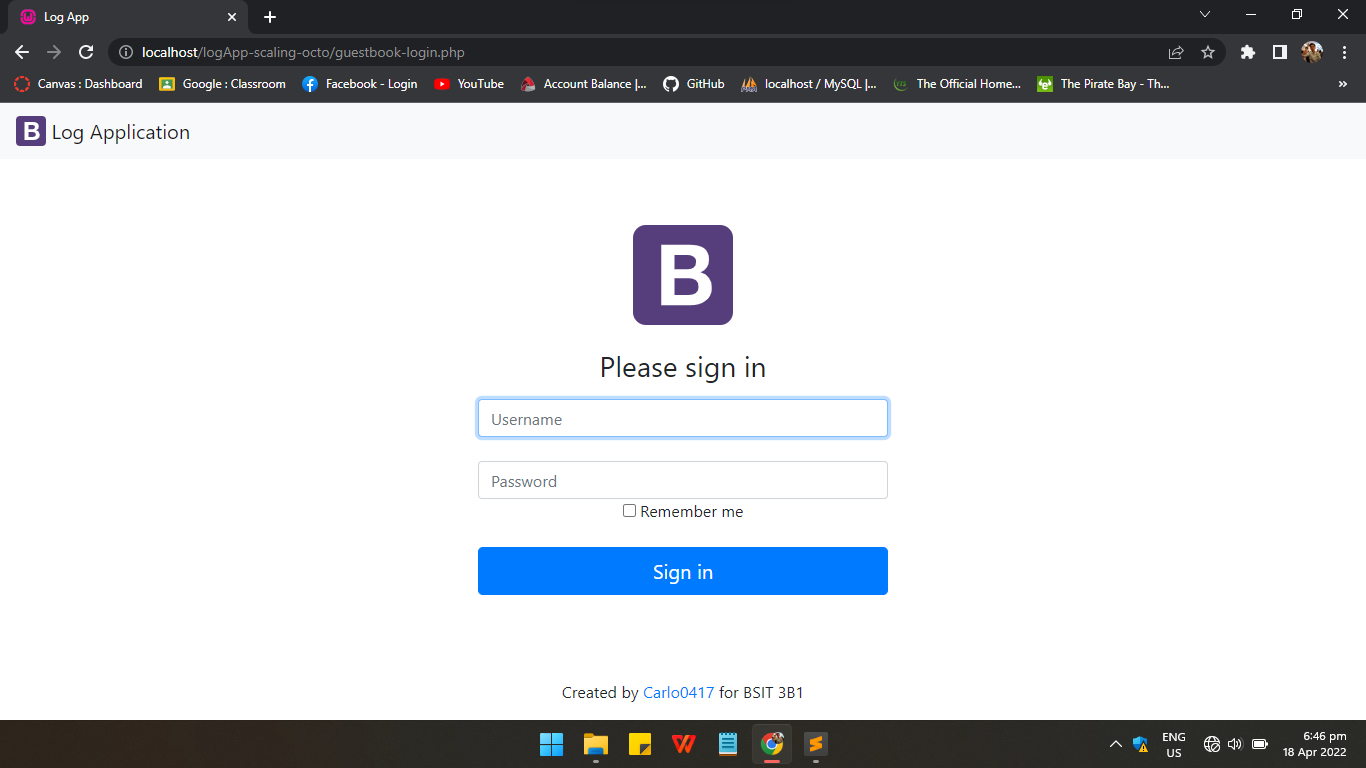 Log App
localhost/logApp-scaling-octo/guestbook-login.php
Canvas : Dashboard Google : Classroom Facebook - Login YouTube Account Balance |... GitHub localhost / MySQL |... The Official Home... The Pirate Bay - Th... »
B Log Application
B
Please sign in
Username
Password
Remember me
Sign in
Created by Carlo0417 for BSIT 3B1
ENG 6:46 pm
US 18 Apr 2022